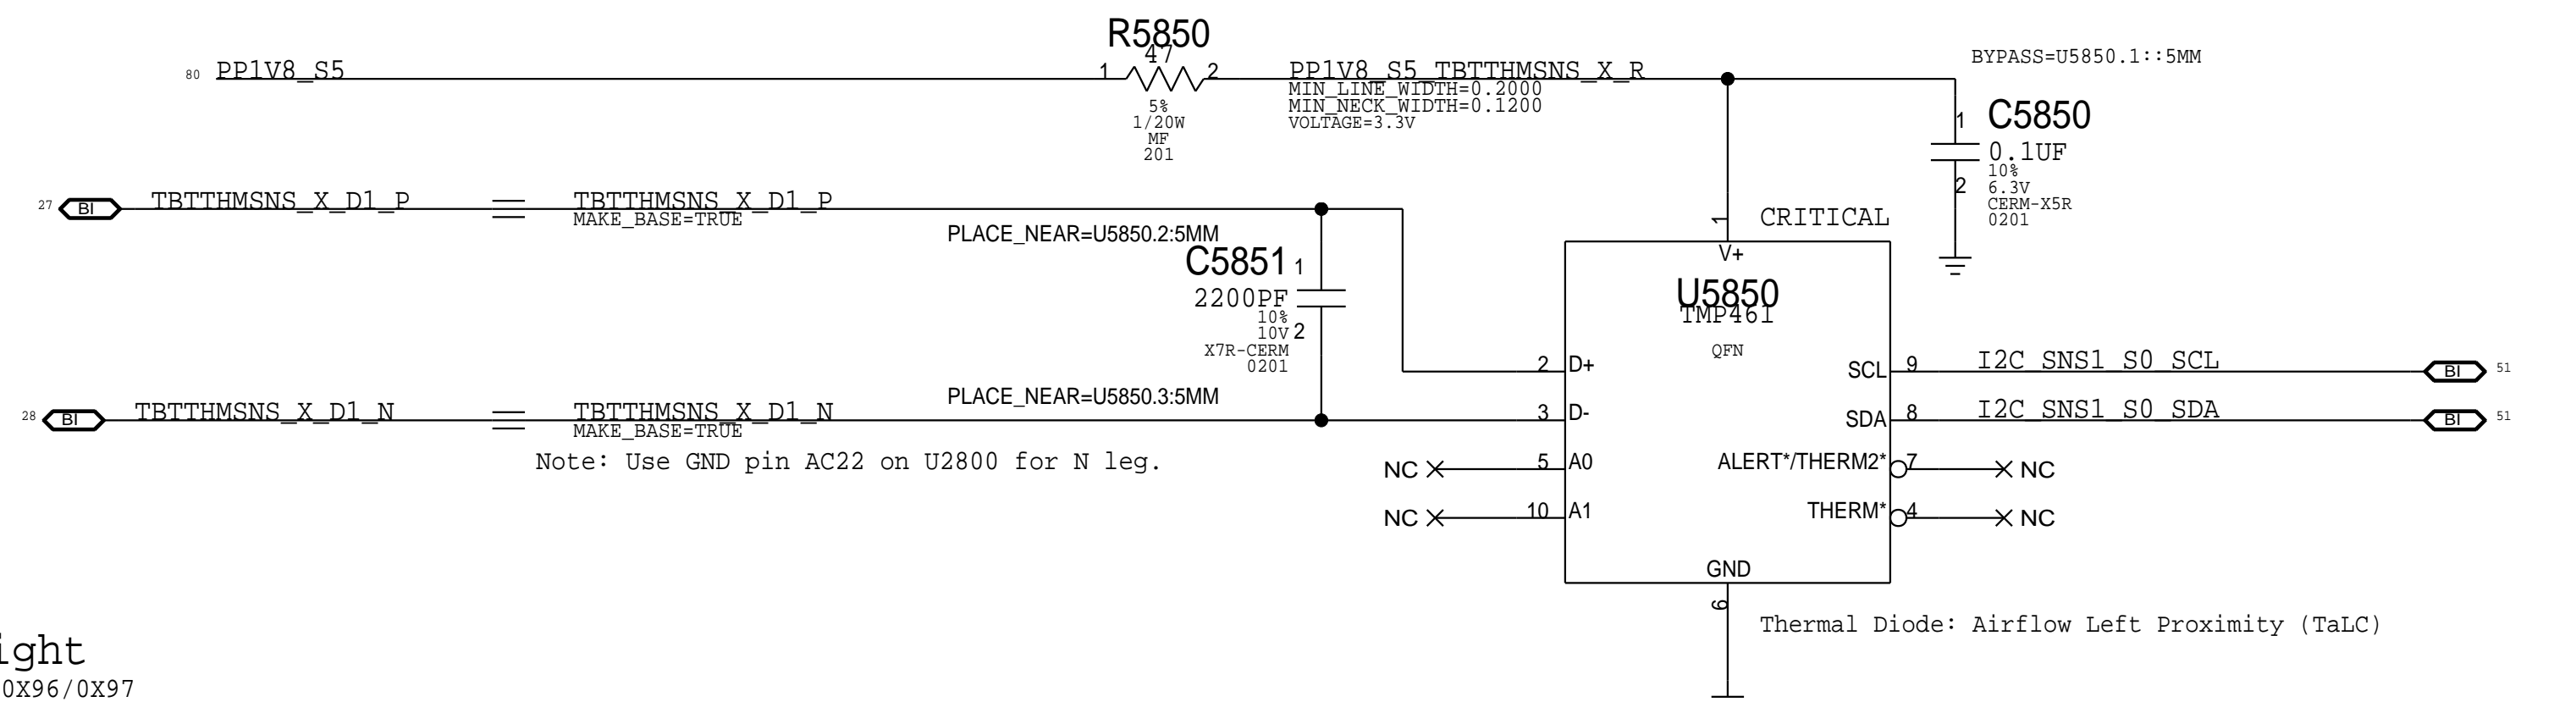 R5850
47
80 PP1V8_S5
1
2
5%
1/20W
MF
201
PP1V8_S5_TBTTHMSNS_X_R
MIN_LINE_WIDTH=0.2000
MIN_NECK_WIDTH=0.1200
VOLTAGE=3.3V
BYPASS=U5850.1::5MM
1
C5850
0.1UF
10%
2
6.3V
CERM-X5R
0201
27 BI TBTTHMSNS_X_D1_P
TBTTHMSNS_X_D1_P
MAKE_BASE=TRUE
PLACE_NEAR=U5850.2:5MM
C5851 1
2200PF
10%
10V 2
X7R-CERM
0201
28 BI TBTTHMSNS_X_D1_N
TBTTHMSNS_X_D1_N
MAKE_BASE=TRUE
PLACE_NEAR=U5850.3:5MM
Note: Use GND pin AC22 on U2800 for N leg.
1
CRITICAL
V+
U5850
TMP461
QFN
2 D+
3 D-
NC 5 A0
NC 10 A1
SCL 9 I2C_SNS1_S0_SCL BI 51
SDA 8 I2C_SNS1_S0_SDA BI 51
ALERT*/THERM2* 7 NC
THERM* 4 NC
GND
6
Thermal Diode: Airflow Left Proximity (TaLC)
ight
0X96/0X97